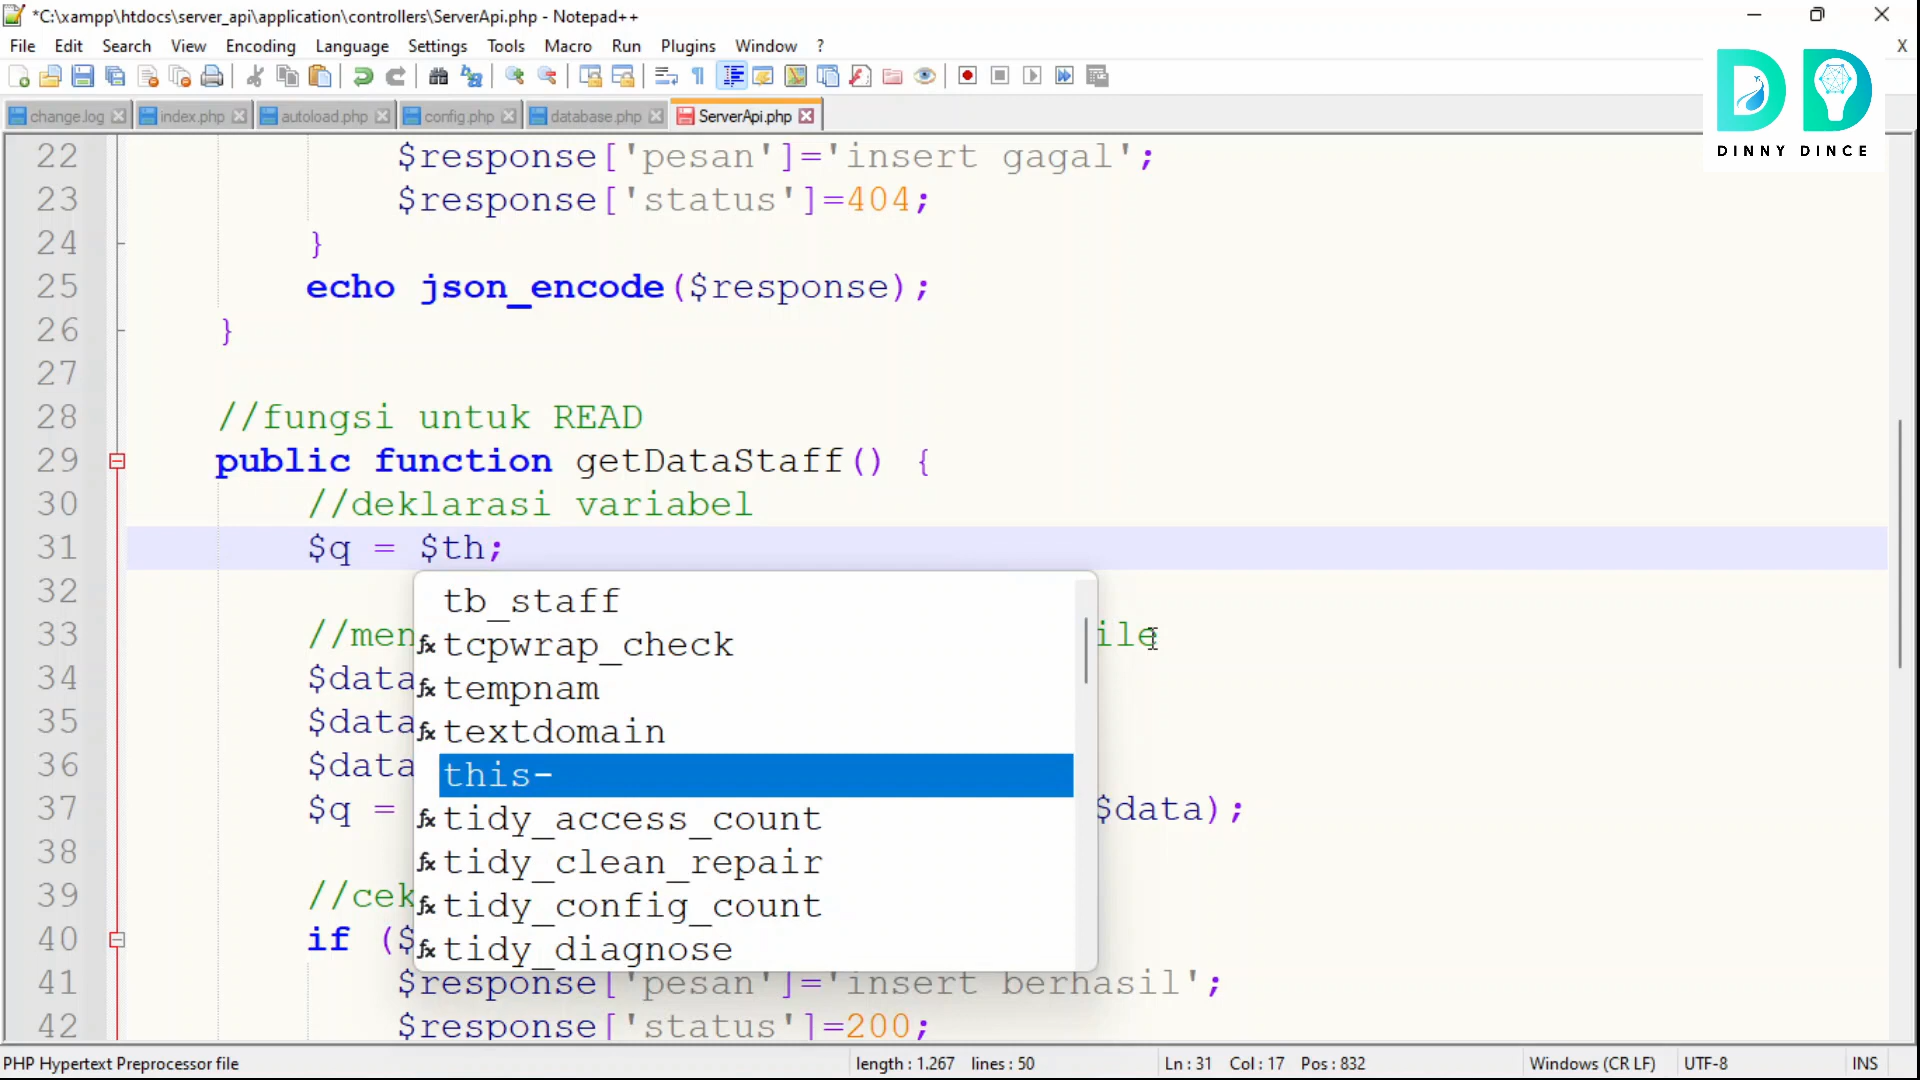 *C:\xampp\htdocs\server_api\application\controllers\ServerApi.php - Notepad++
File Edit Search View Encoding Language Settings Tools Macro Run Plugins Window ? X
change.log index.php autoload.php config.php database.php ServerApi.php
DINNY DINCE
22 $response['pesan']='insert gagal';
23 $response['status']=404;
24 }
25 echo json_encode($response);
26 }
27
28 //fungsi untuk READ
29 public function getDataStaff() {
30 //deklarasi variabel
31 $q = $th;
32
tb_staff
33 //men
tcpwrap_check
34 $data
tempnam
35 $data
textdomain
36 $data
this-
37 $q = $data);
tidy_access_count
38
tidy_clean_repair
39 //cek
tidy_config_count
40 if ($
tidy_diagnose
41 $response['pesan']='insert berhasil';
42 $response['status']=200;
PHP Hypertext Preprocessor file length : 1.267 lines : 50 Ln : 31 Col : 17 Pos : 832 Windows (CR LF) UTF-8 INS